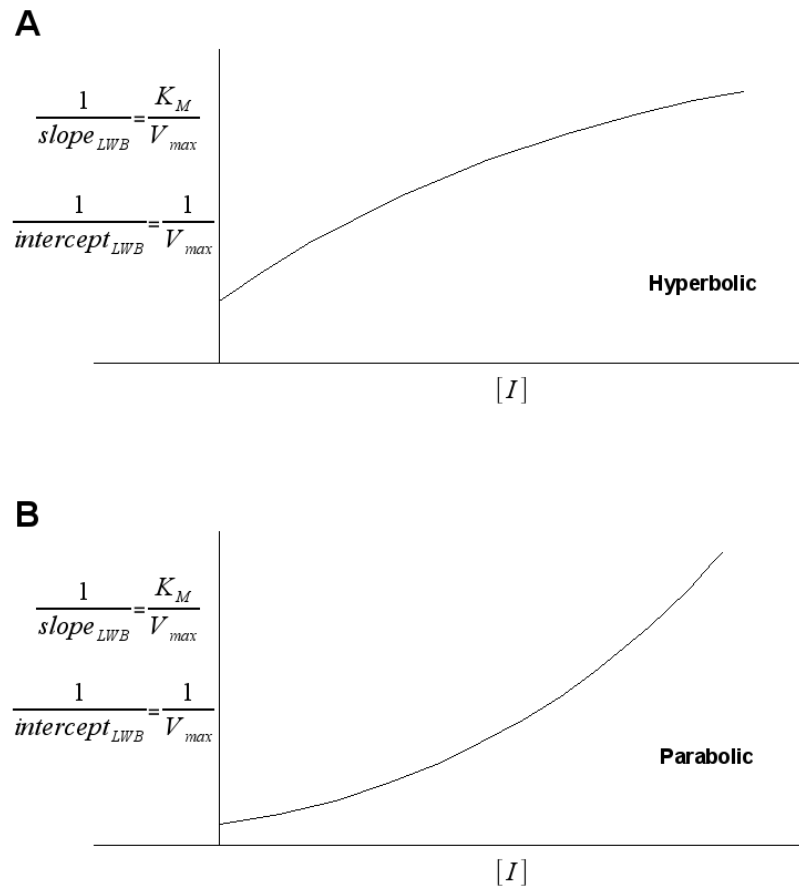 A
1/slope_LWB = K_M/V_max
1/intercept_LWB = 1/V_max
Hyperbolic
[I]
B
1/slope_LWB = K_M/V_max
1/intercept_LWB = 1/V_max
Parabolic
[I]